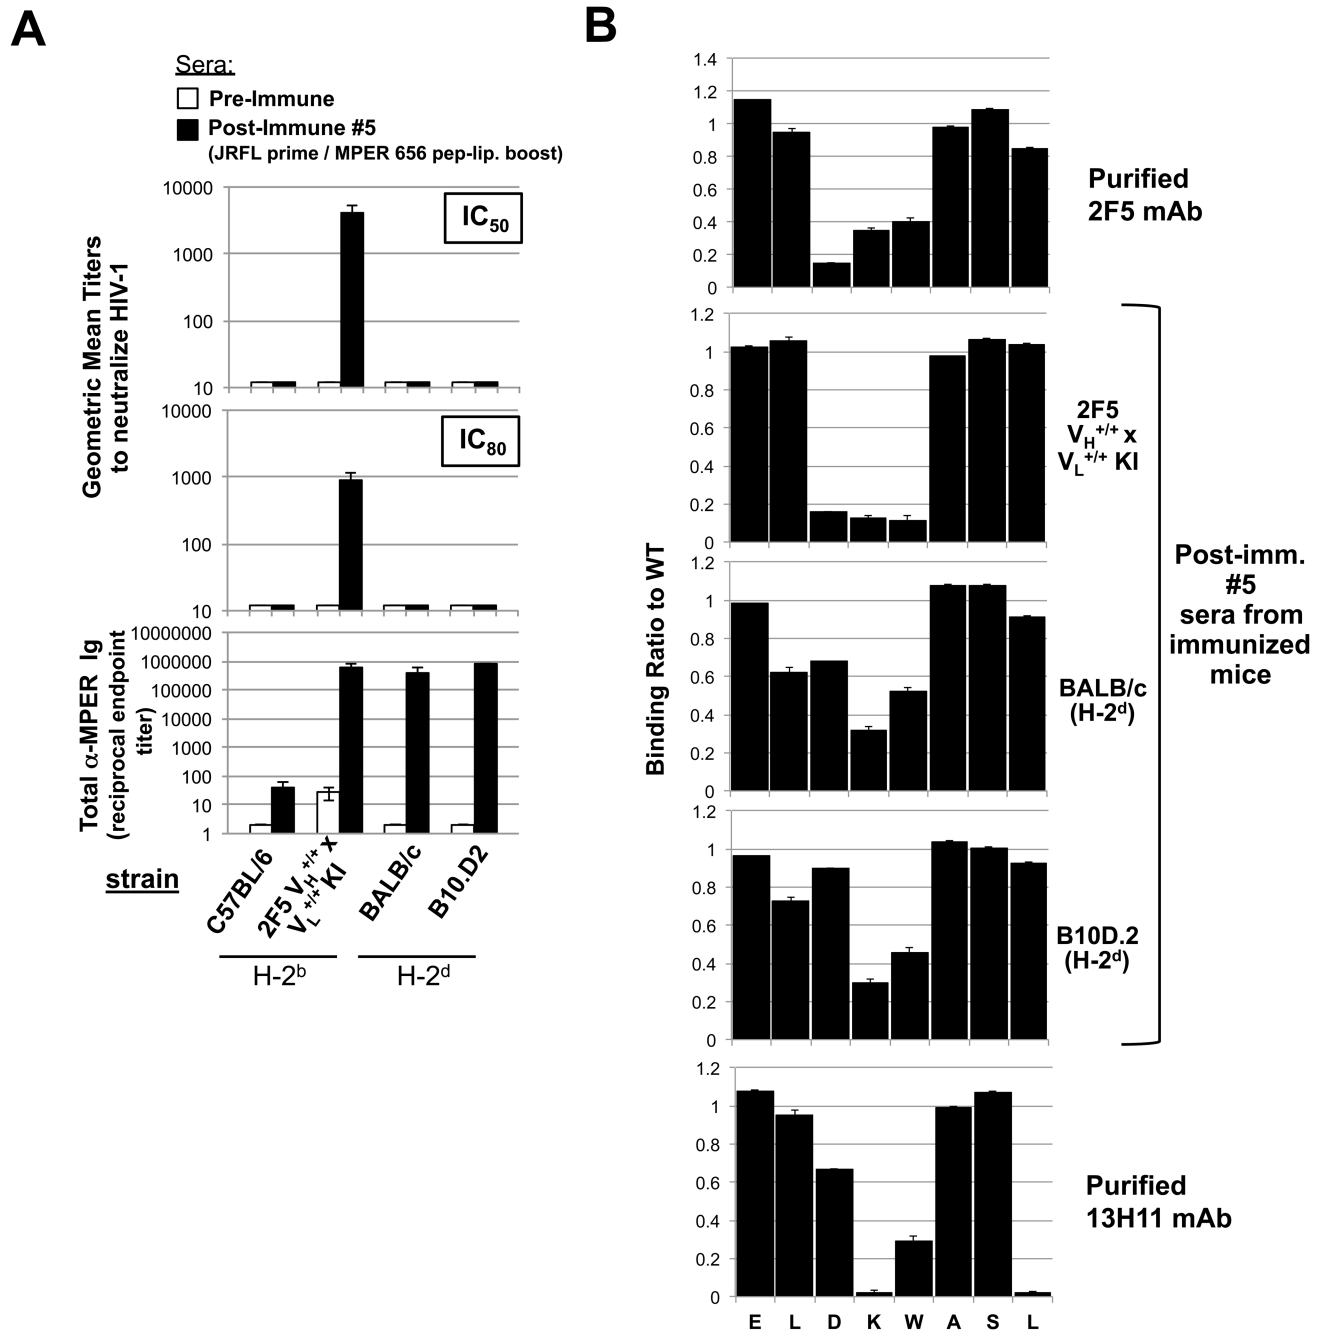 A
Sera:
Pre-Immune
Post-Immune #5
(JRFL prime / MPER 656 pep-lip. boost)
Geometric Mean Titers
to neutralize HIV-1
10000
1000
100
10
IC50
10000
1000
100
10
IC80
Total α-MPER Ig
(reciprocal endpoint
titer)
10000000
1000000
100000
10000
1000
100
10
1
strain
C57BL/6
2F5 VH+/+ x
VL+/+ KI
BALB/c
B10.D2
H-2b
H-2d
B
Binding Ratio to WT
1.4
1.2
1
0.8
0.6
0.4
0.2
0
Purified
2F5 mAb
1.2
1
0.8
0.6
0.4
0.2
0
2F5
VH+/+ x
VL+/+ KI
1.2
1
0.8
0.6
0.4
0.2
0
BALB/c
(H-2d)
1.2
1
0.8
0.6
0.4
0.2
0
B10D.2
(H-2d)
Post-imm.
#5
sera from
immunized
mice
1.2
1
0.8
0.6
0.4
0.2
0
Purified
13H11 mAb
E L D K W A S L